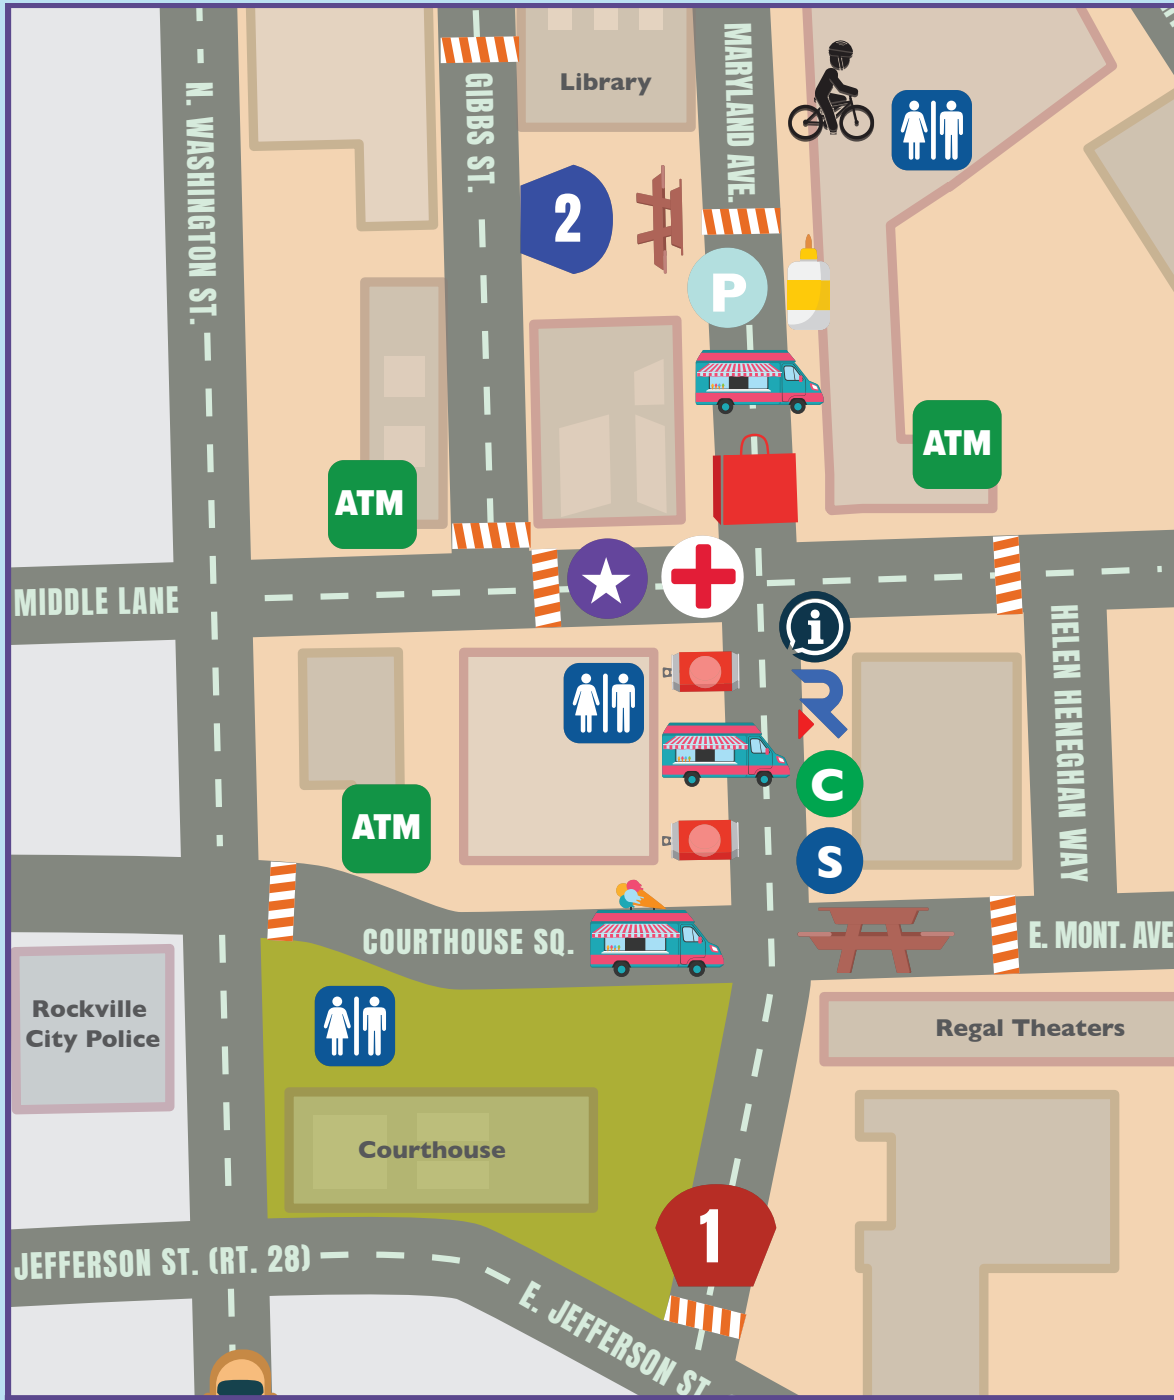 N. WASHINGTON ST.
GIBBS ST.
Library
MARYLAND AVE.
2
P
ATM
ATM
MIDDLE LANE
i
HELEN HENEGHAN WAY
R
C
ATM
S
COURTHOUSE SQ.
E. MONT. AVE
Rockville
City Police
Regal Theaters
Courthouse
1
JEFFERSON ST. (RT. 28)
E. JEFFERSON ST.